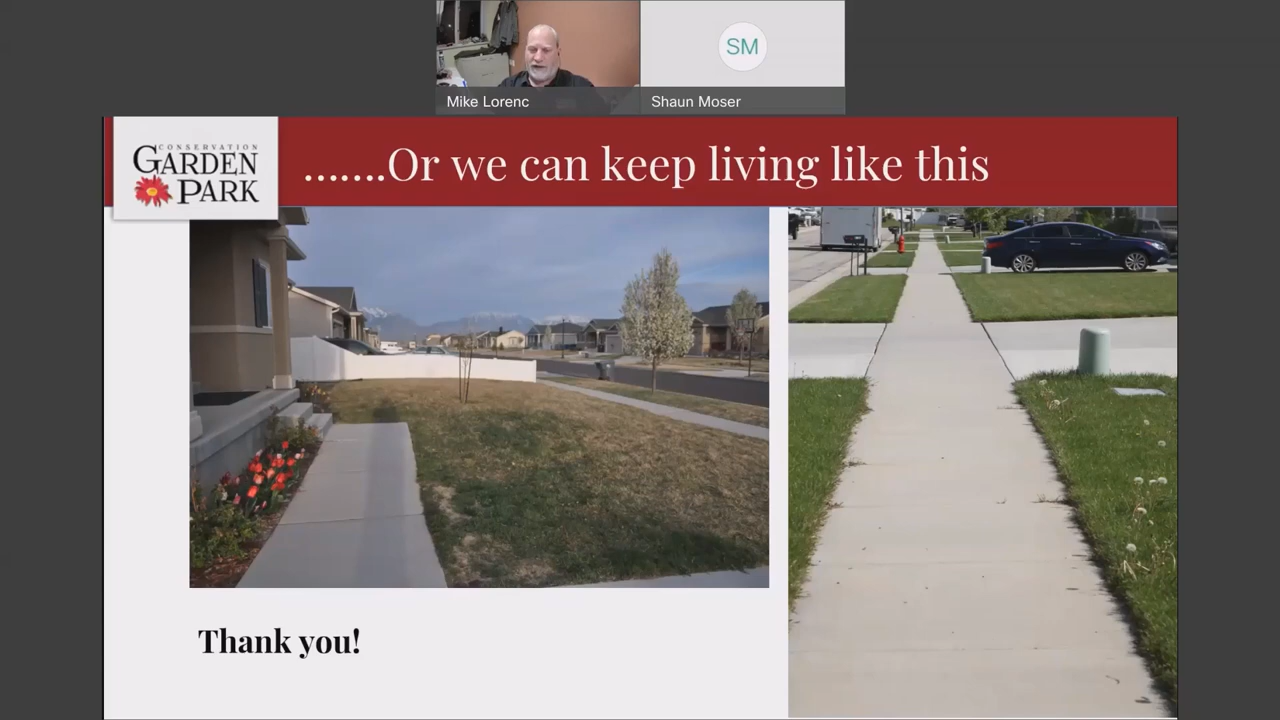 SM
Mike Lorenc
Shaun Moser
CONSERVATION
GARDEN
PARK
.......Or we can keep living like this
Thank you!